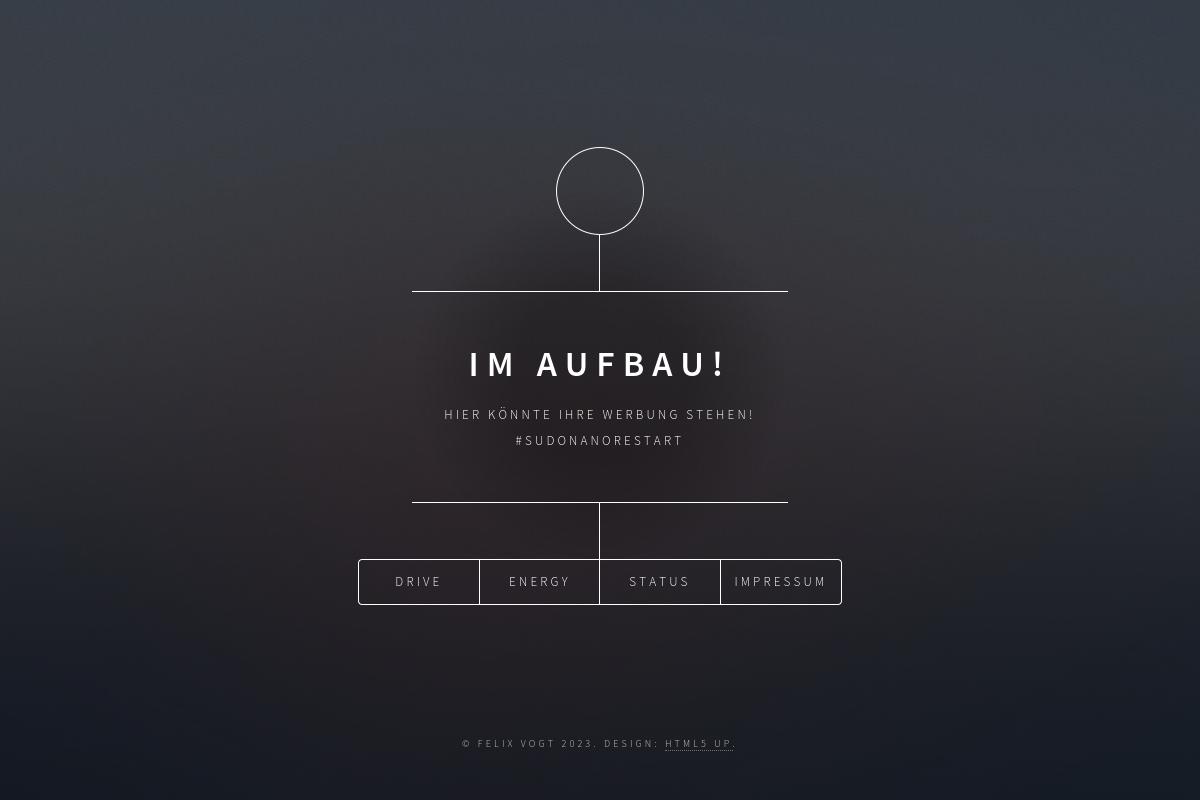 IM AUFBAU!
HIER KÖNNTE IHRE WERBUNG STEHEN!
#SUDONANORESTART
DRIVE
ENERGY
STATUS
IMPRESSUM
© FELIX VOGT 2023. DESIGN: HTML5 UP.